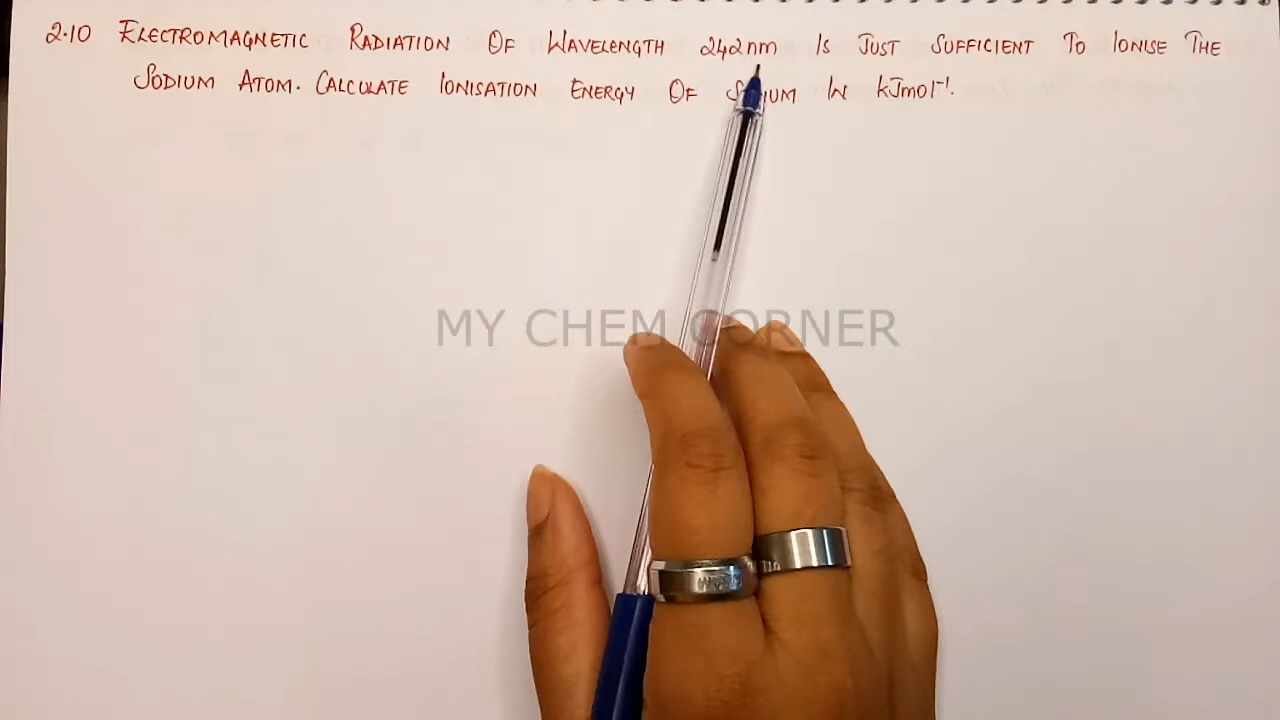 2.10 ELECTROMAGNETIC RADIATION OF WAVELENGTH 242nm IS JUST SUFFICIENT TO IONISE THE
SODIUM ATOM. CALCULATE IONISATION ENERGY OF SODIUM IN kJmol⁻¹.
MY CHEM CORNER